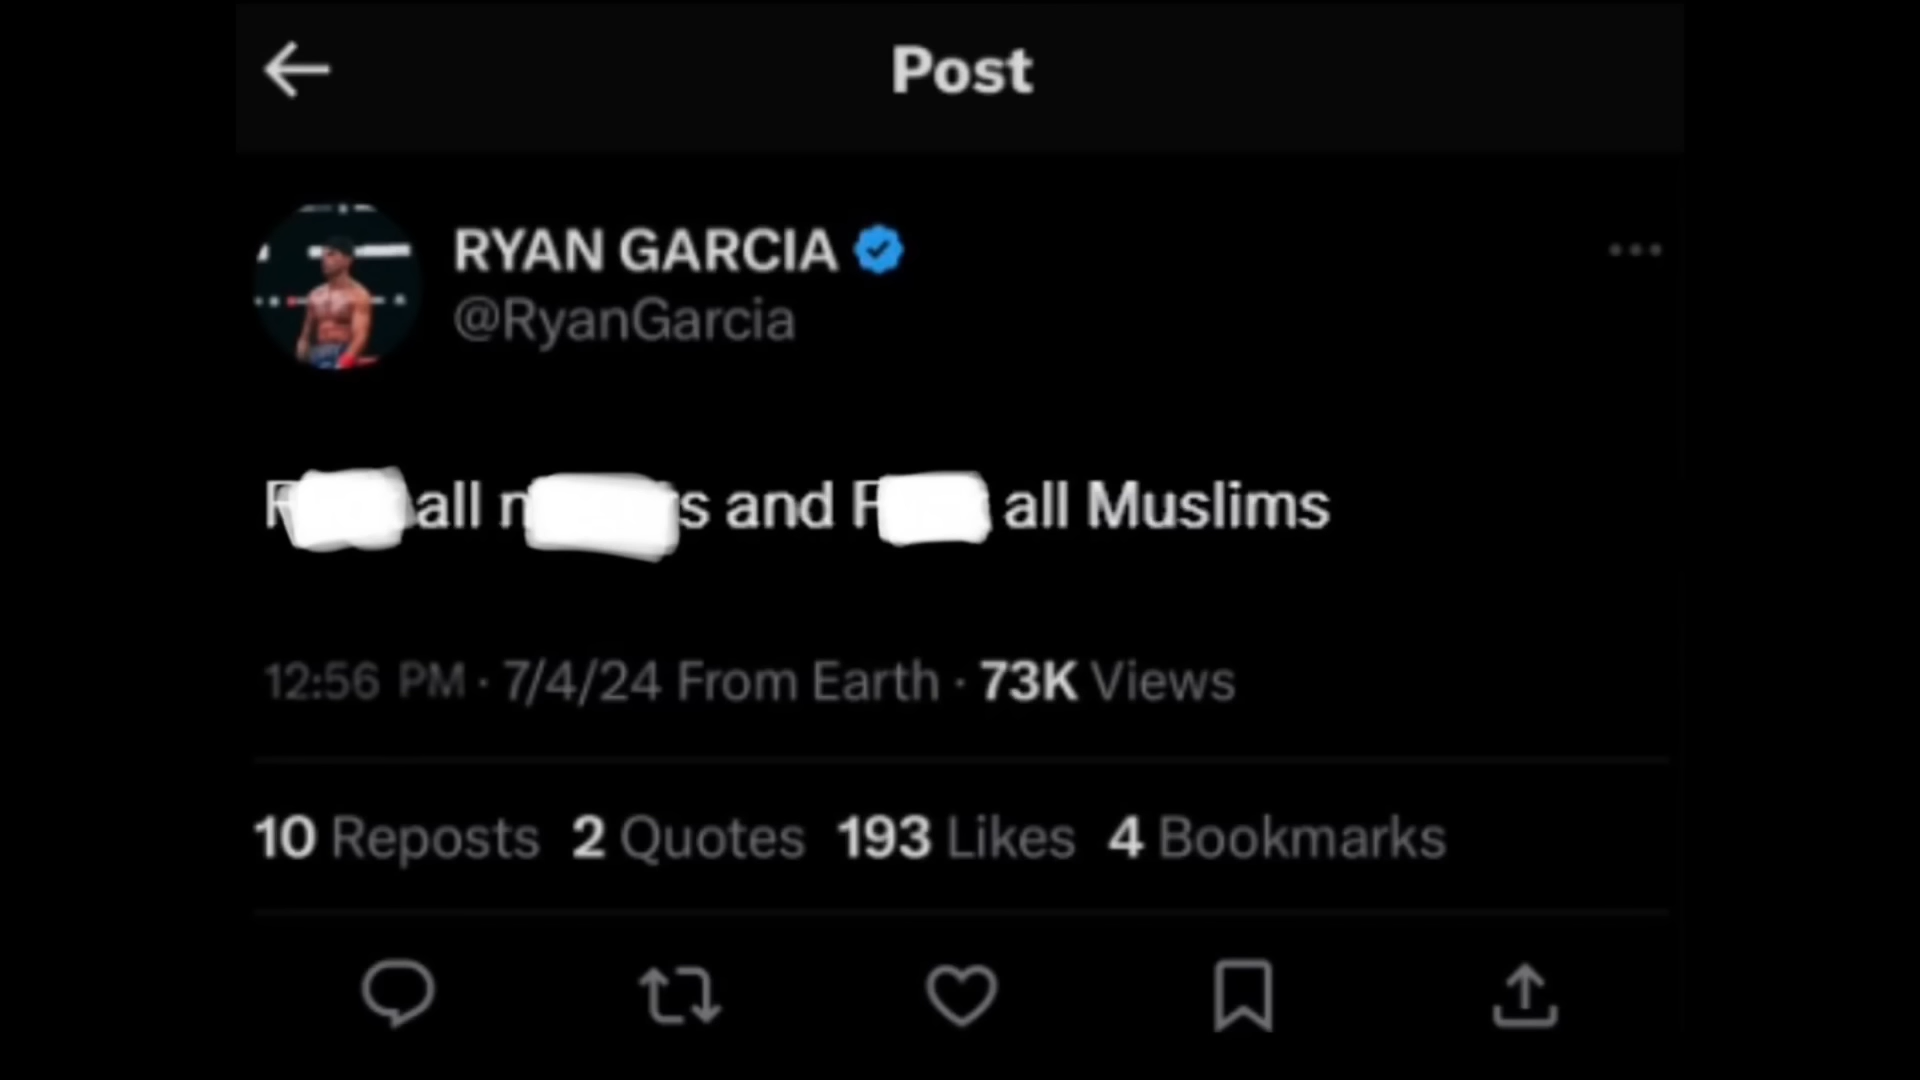 Post
RYAN GARCIA
@RyanGarcia
all and all Muslims
12:56 PM · 7/4/24 From Earth · 73K Views
10 Reposts 2 Quotes 193 Likes 4 Bookmarks